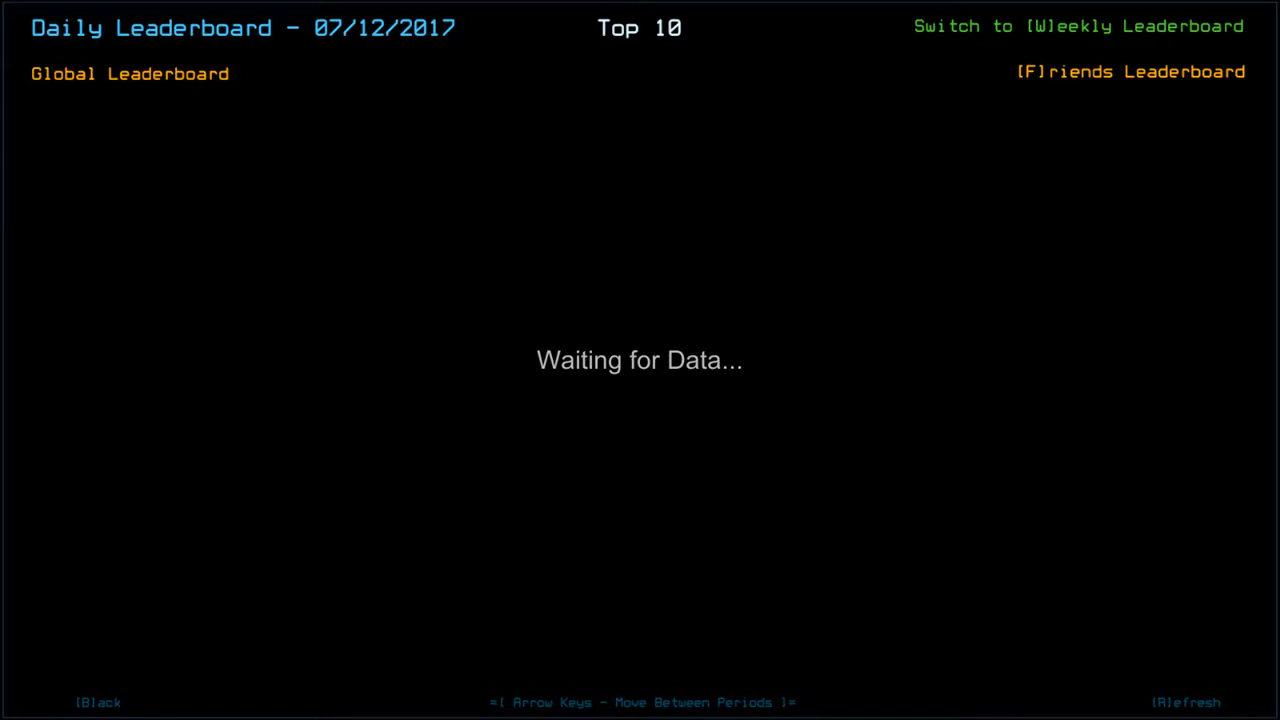 Daily Leaderboard - 07/12/2017
Top 10
Switch to [W]eekly Leaderboard
Global Leaderboard
[F]riends Leaderboard
Waiting for Data...
[B]ack
=[ Arrow Keys - Move Between Periods ]=
[R]efresh